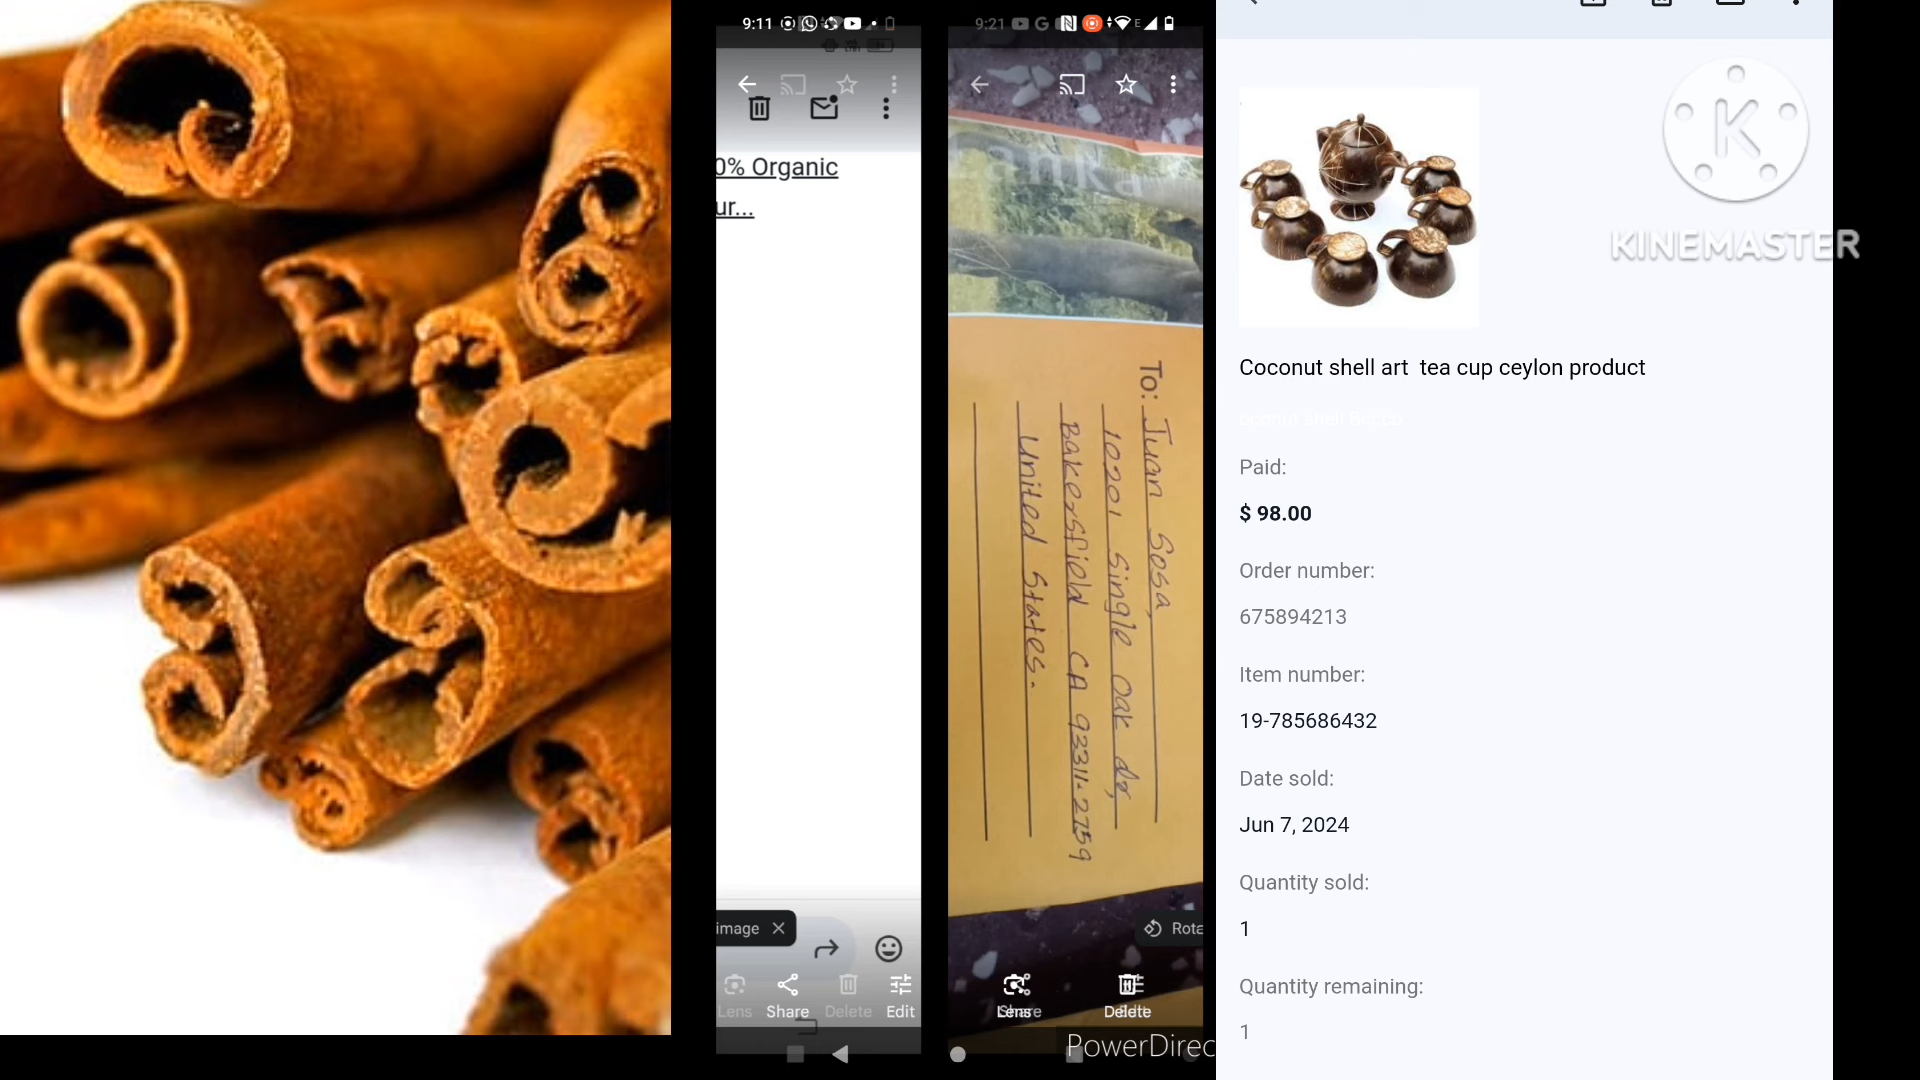 9:11
0% Organic
ur...
image
Lens
Share
Delete
Edit
9:21
E
Lanka
To: Juan Sosa
10201 Single Oak dr,
Bakersfield CA 93311-2759
United States.
Rota
Lens
Share
Delete
Edit
PowerDirec
K
KINEMASTER
Coconut shell art tea cup ceylon product
Paid:
$ 98.00
Order number:
675894213
Item number:
19-785686432
Date sold:
Jun 7, 2024
Quantity sold:
1
Quantity remaining:
1